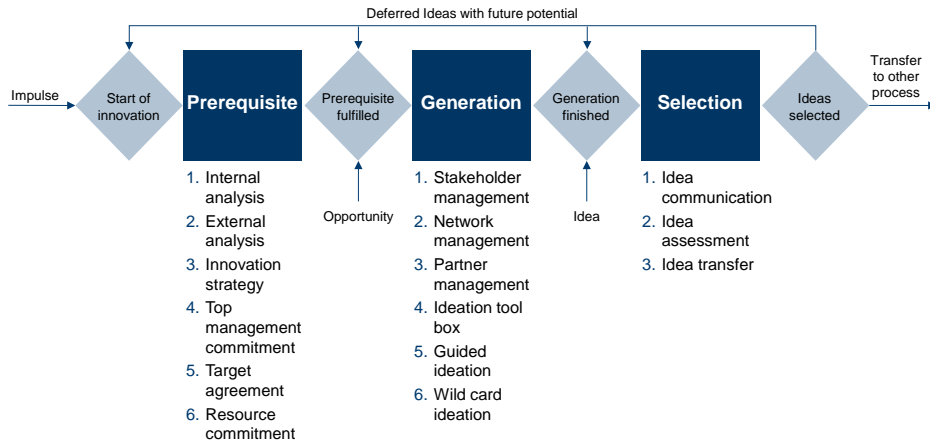 Deferred Ideas with future potential
Impulse
Start of
innovation
Prerequisite
Prerequisite
fulfilled
Generation
Generation
finished
Selection
Ideas
selected
Transfer
to other
process
1. Internal
analysis
2. External
analysis
3. Innovation
strategy
4. Top
management
commitment
5. Target
agreement
6. Resource
commitment
Opportunity
1. Stakeholder
management
2. Network
management
3. Partner
management
4. Ideation tool
box
5. Guided
ideation
6. Wild card
ideation
Idea
1. Idea
communication
2. Idea
assessment
3. Idea transfer